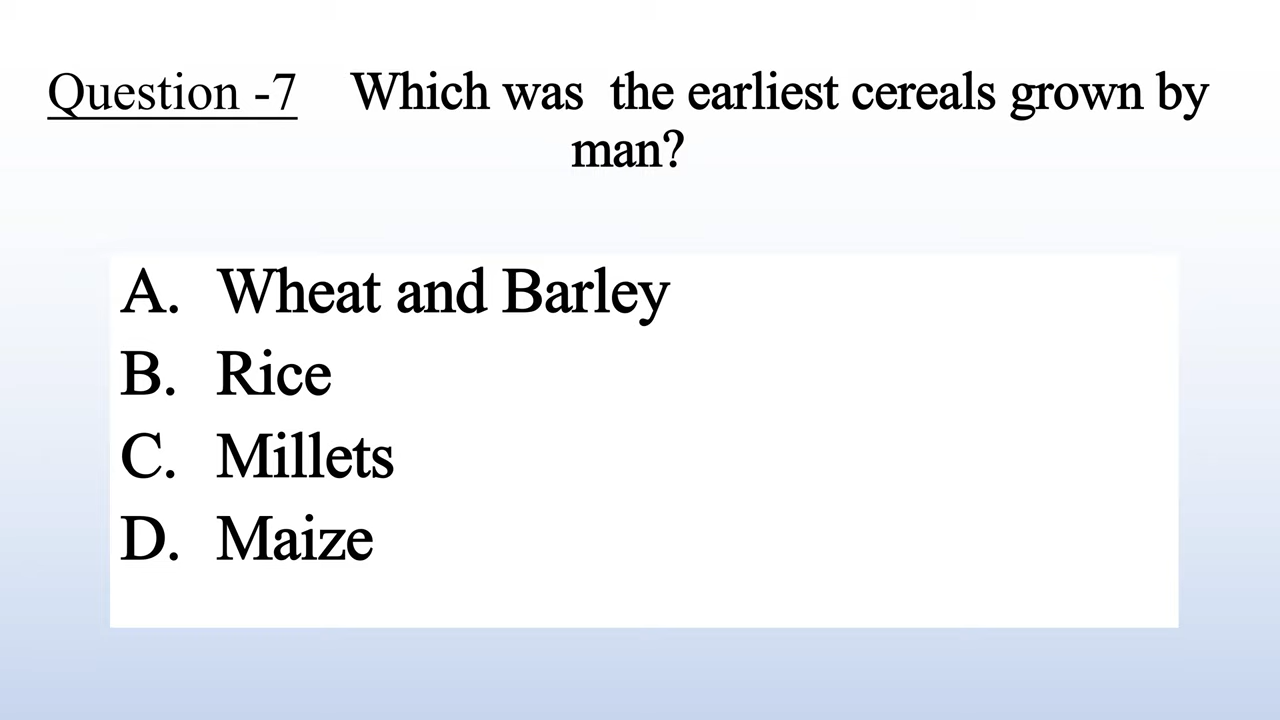 Question -7 Which was the earliest cereals grown by
man?
A. Wheat and Barley
B. Rice
C. Millets
D. Maize